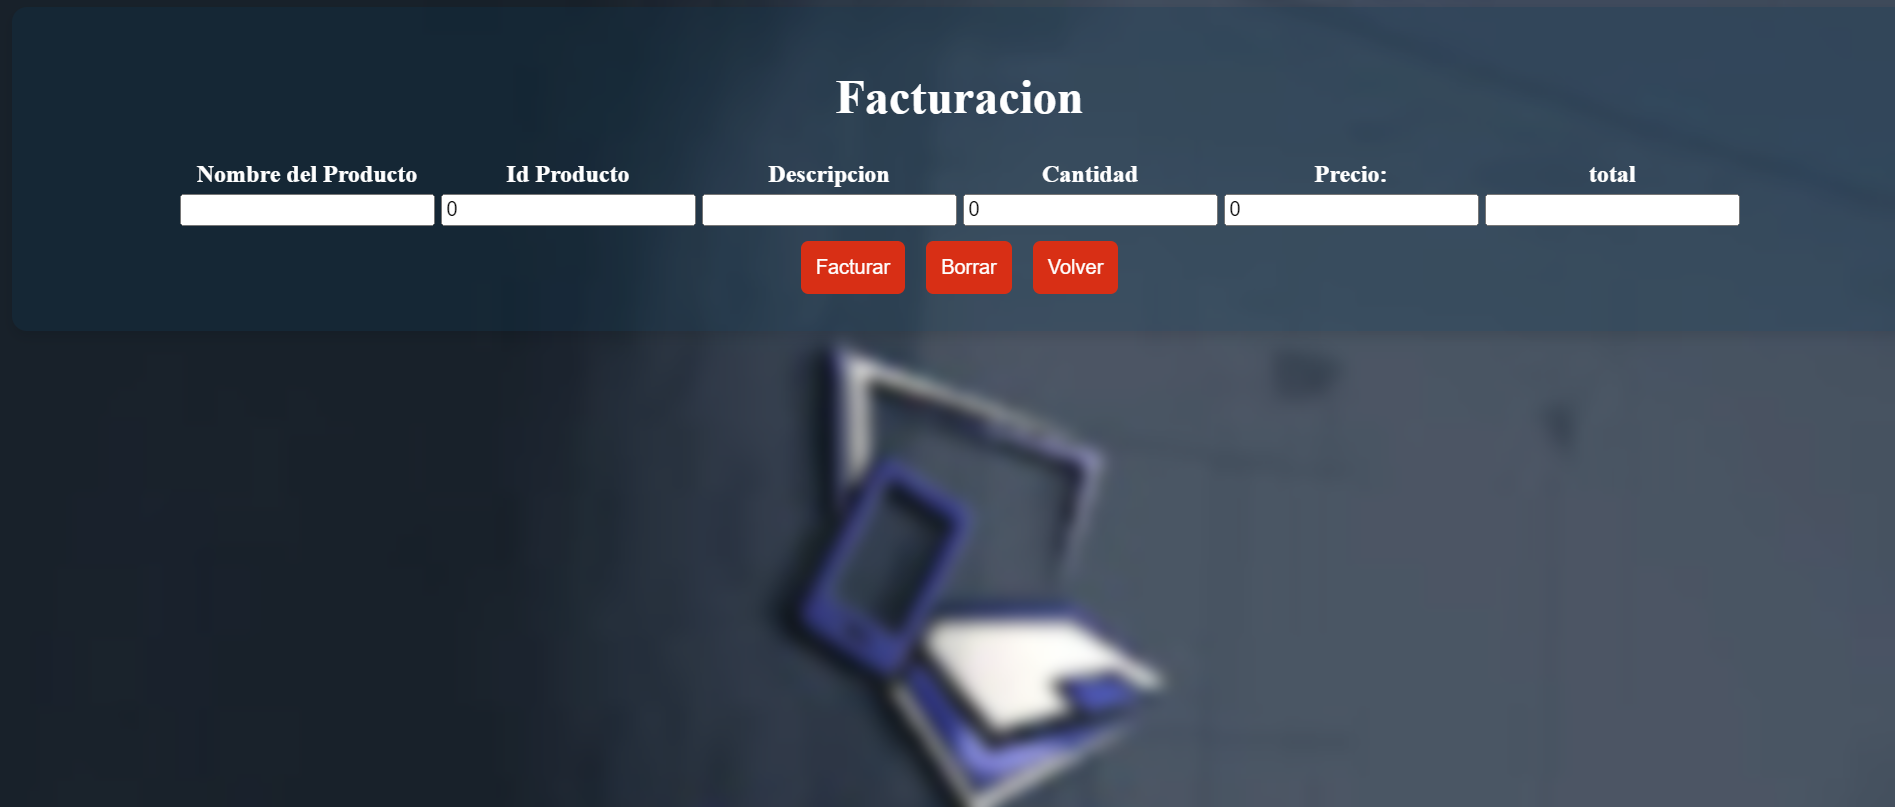 Facturacion
Nombre del Producto Id Producto Descripcion Cantidad Precio: total
0 0 0
Facturar Borrar Volver